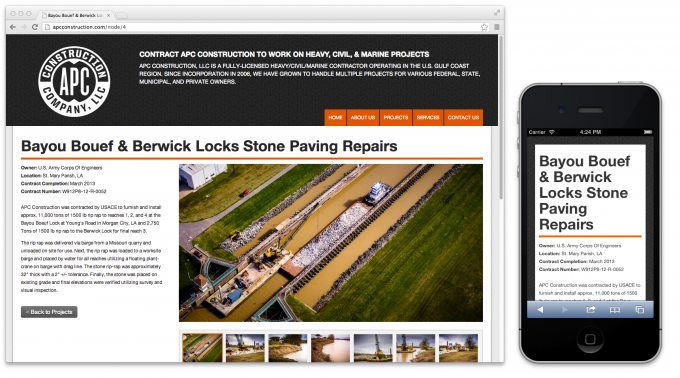 Bayou Bouef & Berwick Loc
apcconstruction.com/node/4
CONSTRUCTION
APC
COMPANY, LLC
CONTRACT APC CONSTRUCTION TO WORK ON HEAVY, CIVIL, & MARINE PROJECTS
APC CONSTRUCTION, LLC IS A FULLY-LICENSED HEAVY/CIVIL/MARINE CONTRACTOR OPERATING IN THE U.S. GULF COAST
REGION. SINCE INCORPORATION IN 2006, WE HAVE GROWN TO HANDLE MULTIPLE PROJECTS FOR VARIOUS FEDERAL, STATE,
MUNICIPAL, AND PRIVATE OWNERS.
HOME ABOUT US PROJECTS SERVICES CONTACT US
Bayou Bouef & Berwick Locks Stone Paving Repairs
Owner: U.S. Army Corps Of Engineers
Location: St. Mary Parish, LA
Contract Completion: March 2013
Contract Number: W912P8-12-R-0052
APC Construction was contracted by USACE to furnish and install
approx. 11,000 tons of 1500 lb rip rap to reaches 1, 2, and 4 at the
Bayou Boeuf Lock at Young's Road in Morgan City, LA and 2,750
Tons of 1500 lb rip rap to the Berwick Lock for final reach 3.
The rip rap was delivered via barge from a Missouri quarry and
unloaded on site for use. Next, the rip rap was loaded to a worksite
barge and placed by water for all reaches utilizing a floating plant-
crane on barge with drag line. The stone rip-rap was approximately
32" thick with a 2" +/- tolerance. Finally, the stone was placed on
existing grade and final elevations were verified utilizing survey and
visual inspection.
< Back to Projects
Carrier 4:24 PM
Bayou Bouef
& Berwick
Locks Stone
Paving
Repairs
Owner: U.S. Army Corps Of Engineers
Location: St. Mary Parish, LA
Contract Completion: March 2013
Contract Number: W912P8-12-R-0052
APC Construction was contracted by USACE to
furnish and install approx. 11,000 tons of 1500